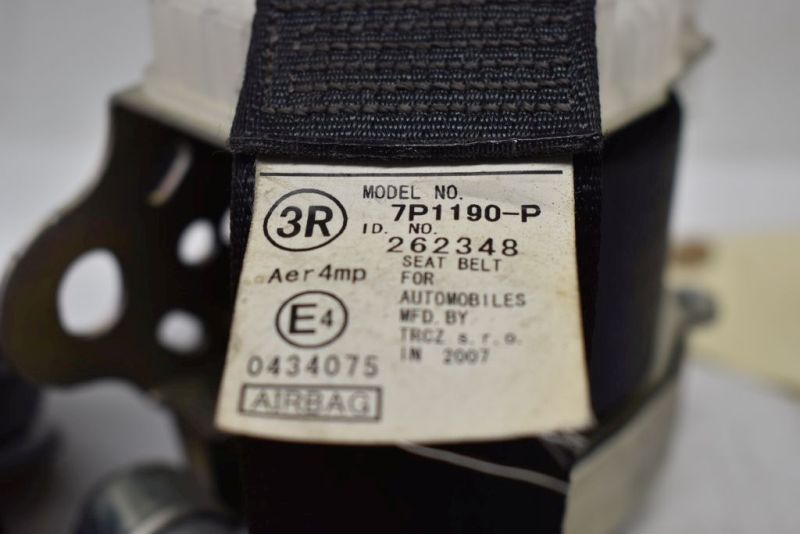 MODEL NO.
3R
7P1190-P
ID. NO.
262348
Aer4mp
SEAT BELT
FOR
AUTOMOBILES
MFD. BY
TRCZ s.r.o.
IN 2007
E4
0434075
AIRBAG